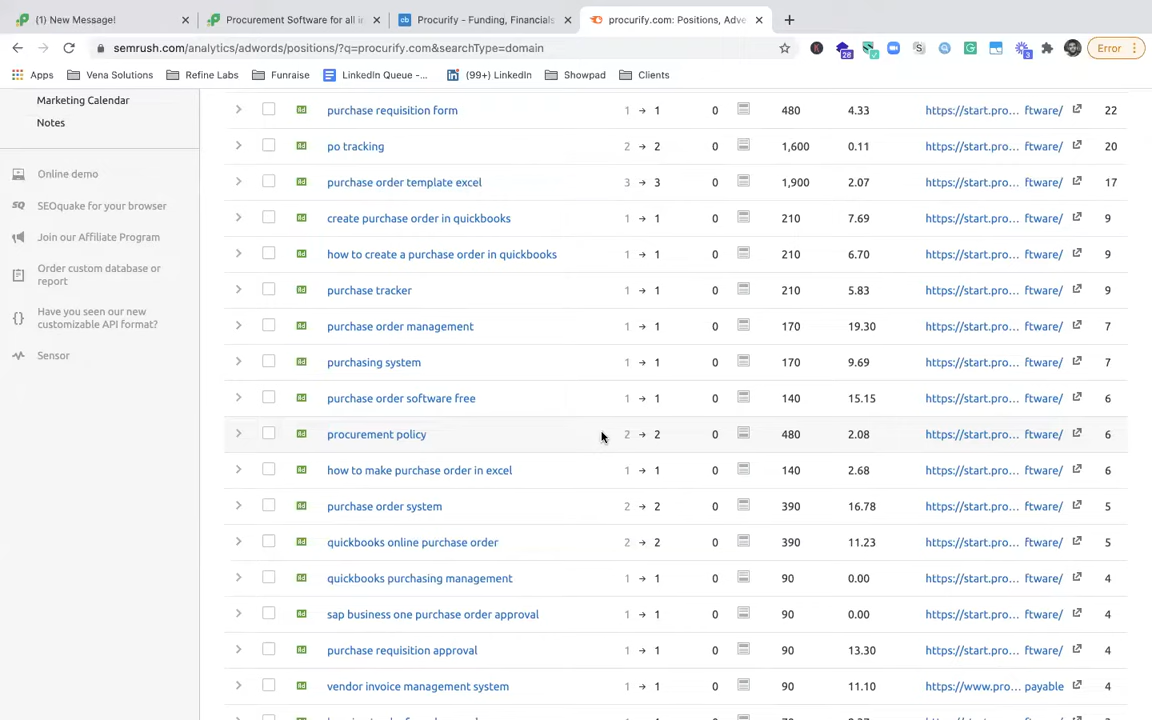 (1) New Message!
Procurement Software for all in
Procurify - Funding, Financials
procurify.com: Positions, Adve
semrush.com/analytics/adwords/positions/?q=procurify.com&searchType=domain
28
3
Error
Apps
Vena Solutions
Refine Labs
Funraise
LinkedIn Queue -...
(99+) LinkedIn
Showpad
Clients
Marketing Calendar
Notes
Online demo
SEOquake for your browser
Join our Affiliate Program
Order custom database or
report
Have you seen our new
customizable API format?
Sensor
purchase requisition form 1 → 1 0 480 4.33 https://start.pro... ftware/ 22
po tracking 2 → 2 0 1,600 0.11 https://start.pro... ftware/ 20
purchase order template excel 3 → 3 0 1,900 2.07 https://start.pro... ftware/ 17
create purchase order in quickbooks 1 → 1 0 210 7.69 https://start.pro... ftware/ 9
how to create a purchase order in quickbooks 1 → 1 0 210 6.70 https://start.pro... ftware/ 9
purchase tracker 1 → 1 0 210 5.83 https://start.pro... ftware/ 9
purchase order management 1 → 1 0 170 19.30 https://start.pro... ftware/ 7
purchasing system 1 → 1 0 170 9.69 https://start.pro... ftware/ 7
purchase order software free 1 → 1 0 140 15.15 https://start.pro... ftware/ 6
procurement policy 2 → 2 0 480 2.08 https://start.pro... ftware/ 6
how to make purchase order in excel 1 → 1 0 140 2.68 https://start.pro... ftware/ 6
purchase order system 2 → 2 0 390 16.78 https://start.pro... ftware/ 5
quickbooks online purchase order 2 → 2 0 390 11.23 https://start.pro... ftware/ 5
quickbooks purchasing management 1 → 1 0 90 0.00 https://start.pro... ftware/ 4
sap business one purchase order approval 1 → 1 0 90 0.00 https://start.pro... ftware/ 4
purchase requisition approval 1 → 1 0 90 13.30 https://start.pro... ftware/ 4
vendor invoice management system 1 → 1 0 90 11.10 https://www.pro... payable 4